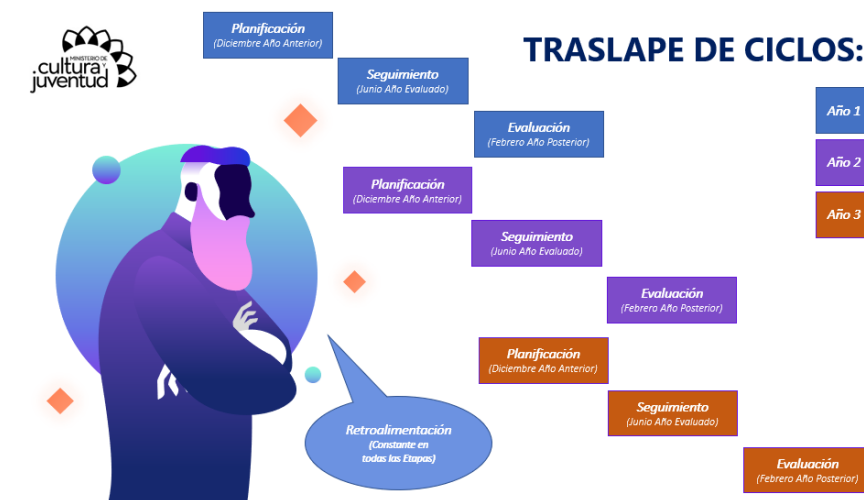 MINISTERIO DE
cultura Y
juventud
TRASLAPE DE CICLOS:
Planificación
(Diciembre Año Anterior)
Seguimiento
(Junio Año Evaluado)
Evaluación
(Febrero Año Posterior)
Año 1
Año 2
Año 3
Planificación
(Diciembre Año Anterior)
Seguimiento
(Junio Año Evaluado)
Evaluación
(Febrero Año Posterior)
Planificación
(Diciembre Año Anterior)
Seguimiento
(Junio Año Evaluado)
Evaluación
(Febrero Año Posterior)
Retroalimentación
(Constante en
todas las Etapas)